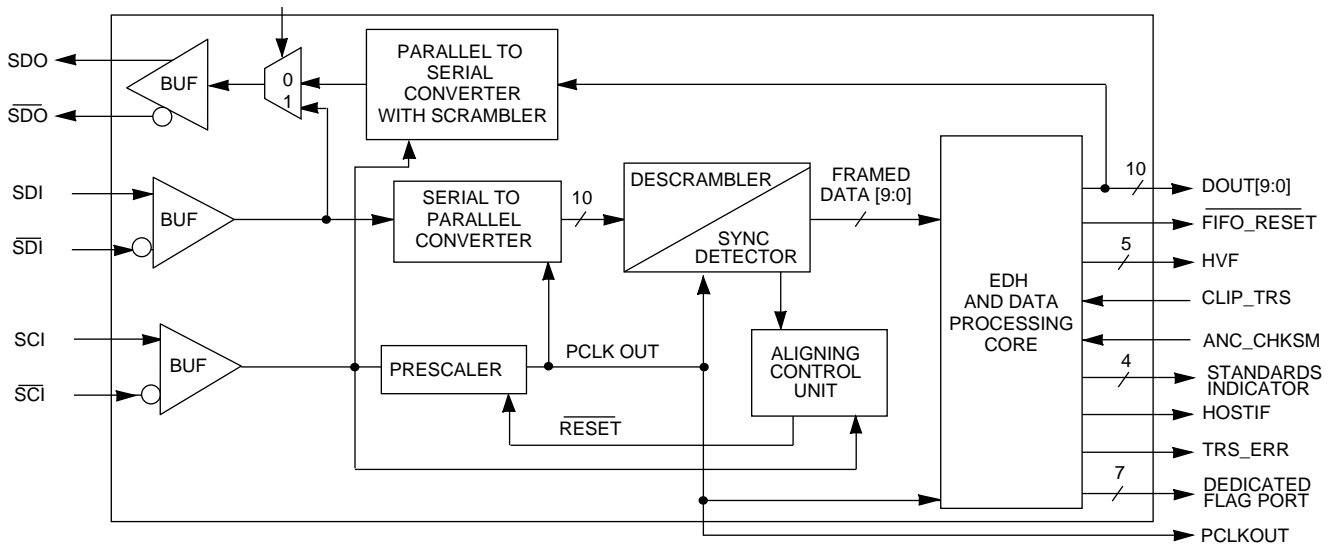 SDO
SDO
SDI
SDI
SCI
SCI
BUF
BUF
BUF
0
1
PARALLEL TO
SERIAL
CONVERTER
WITH SCRAMBLER
SERIAL TO
PARALLEL
CONVERTER
10
DESCRAMBLER
SYNC
DETECTOR
FRAMED
DATA [9:0]
PRESCALER
PCLK OUT
RESET
ALIGNING
CONTROL
UNIT
EDH
AND DATA
PROCESSING
CORE
10
DOUT[9:0]
FIFO_RESET
5
HVF
CLIP_TRS
ANC_CHKSM
4
STANDARDS
INDICATOR
HOSTIF
TRS_ERR
7
DEDICATED
FLAG PORT
PCLKOUT